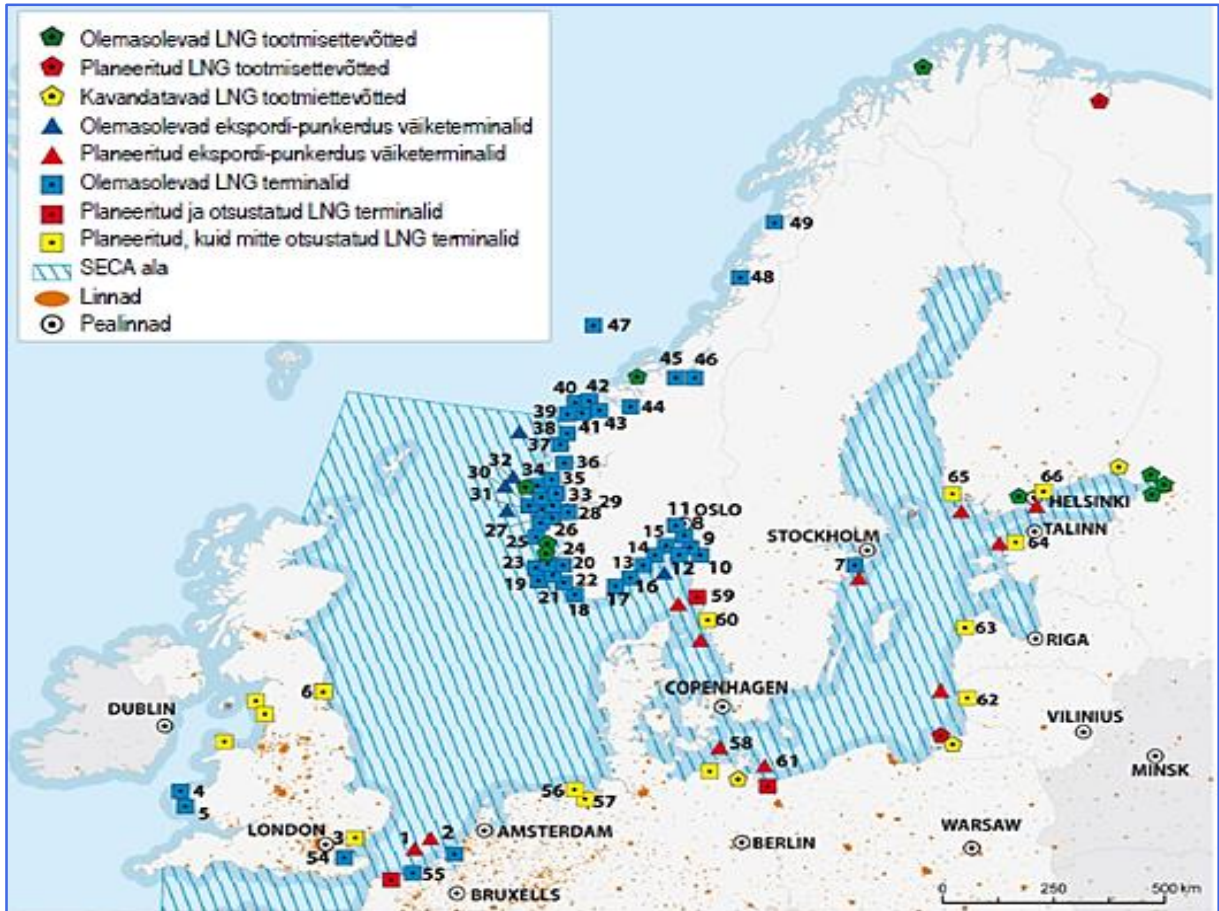 Olemasolevad LNG tootmisettevõtted
Planeeritud LNG tootmisettevõtted
Kavandatavad LNG tootmiettevõtted
Olemasolevad ekspordi-punkerdus väiketerminalid
Planeeritud ekspordi-punkerdus väiketerminalid
Olemasolevad LNG terminalid
Planeeritud ja otsustatud LNG terminalid
Planeeritud, kuid mitte otsustatud LNG terminalid
SECA ala
Linnad
Pealinnad
49
48
47
45 46
40 42
39 43 44
38 41
37
36
32 34 35
30
31 33 29
28
27 26
25
24
23 20
19 22
21 18
11 OSLO
8
15 9
14 10
13 12
16
17
59
60
STOCKHOLM
7
65 66
HELSINKI
TALINN
64
63
RIGA
62
VILINIUS
MINSK
COPENHAGEN
58
61
6
DUBLIN
4
5
56
57
LONDON 3
1 2
AMSTERDAM
54
55
BRUXELLS
BERLIN
WARSAW
0 250 500 km